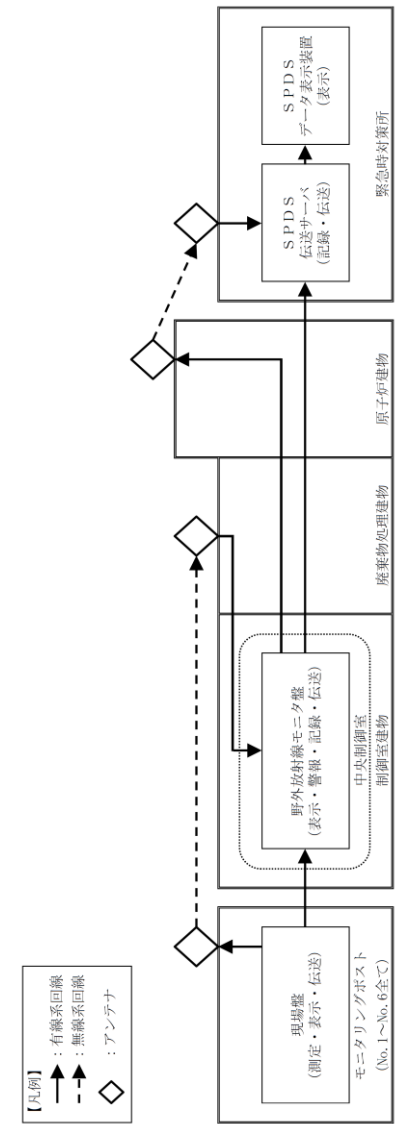 【凡例】
：有線系回線
：無線系回線
：アンテナ
現場盤
(測定・表示・伝送)
モニタリングポスト
(No.1～No.6全て)
野外放射線モニタ盤
(表示・警報・記録・伝送)
中央制御室
制御室建物
廃棄物処理建物
原子炉建物
ＳＰＤＳ
伝送サーバ
(記録・伝送)
ＳＰＤＳ
データ表示装置
(表示)
緊急時対策所